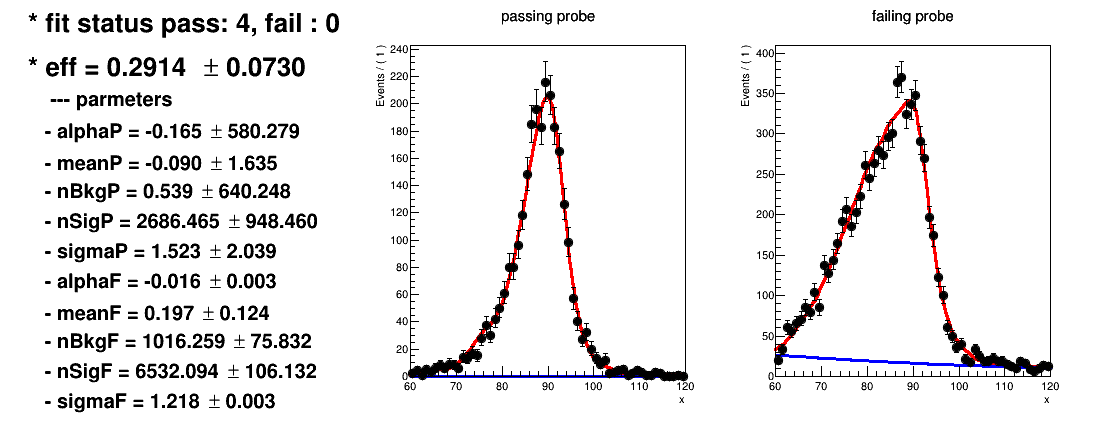 * fit status pass: 4, fail : 0
* eff = 0.2914 ± 0.0730
--- parmeters
- alphaP = -0.165 ± 580.279
- meanP = -0.090 ± 1.635
- nBkgP = 0.539 ± 640.248
- nSigP = 2686.465 ± 948.460
- sigmaP = 1.523 ± 2.039
- alphaF = -0.016 ± 0.003
- meanF = 0.197 ± 0.124
- nBkgF = 1016.259 ± 75.832
- nSigF = 6532.094 ± 106.132
- sigmaF = 1.218 ± 0.003
passing probe
Events / ( 1 )
240
220
200
180
160
140
120
100
80
60
40
20
0
60 70 80 90 100 110 120
x
failing probe
Events / ( 1 )
400
350
300
250
200
150
100
50
0
60 70 80 90 100 110 120
x